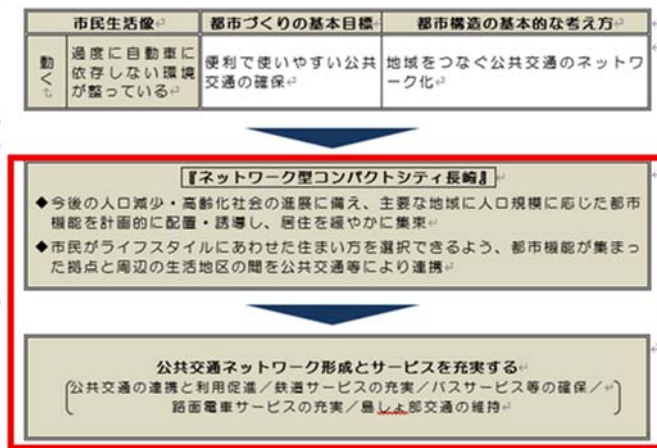 市民生活像
都市づくりの基本目標
都市構造の基本的な考え方
動く
過度に自動車に
依存しない環境
が整っている
便利で使いやすい公共
交通の確保
地域をつなぐ公共交通のネットワ
ーク化
『ネットワーク型コンパクトシティ長崎』
◆今後の人口減少・高齢化社会の進展に備え、主要な地域に人口規模に応じた都市
機能を計画的に配置・誘導し、居住を緩やかに集束
◆市民がライフスタイルにあわせた住まい方を選択できるよう、都市機能が集まっ
た拠点と周辺の生活地区の間を公共交通等により連携
公共交通ネットワーク形成とサービスを充実する
公共交通の連携と利用促進／鉄道サービスの充実／バスサービス等の確保／
路面電車サービスの充実／島しょ部交通の維持